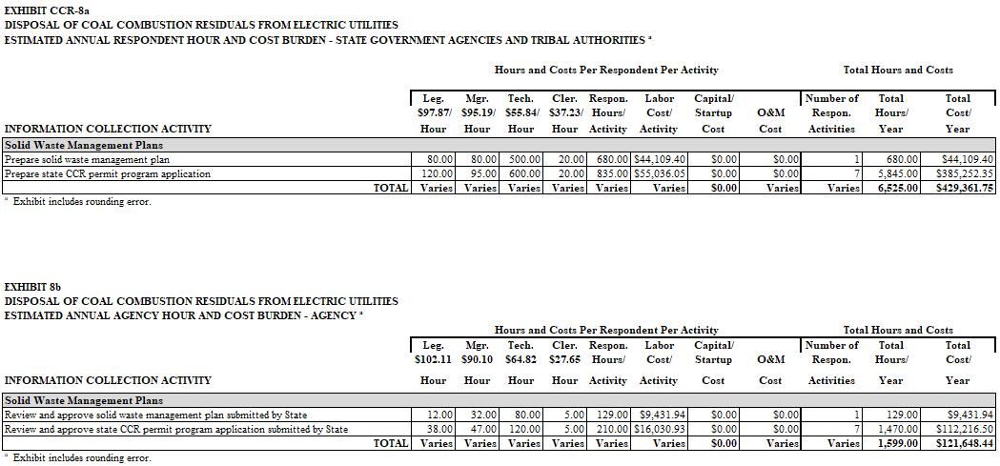 EXHIBIT CCR-8a
DISPOSAL OF COAL COMBUSTION RESIDUALS FROM ELECTRIC UTILITIES
ESTIMATED ANNUAL RESPONDENT HOUR AND COST BURDEN - STATE GOVERNMENT AGENCIES AND TRIBAL AUTHORITIES ª
Hours and Costs Per Respondent Per Activity Total Hours and Costs
Leg. Mgr. Tech. Cler. Respon. Labor Capital/ Number of Total Total
$97.87/ $95.19/ $55.84/ $37.23/ Hours/ Cost/ Startup O&M Respon. Hours/ Cost/
INFORMATION COLLECTION ACTIVITY Hour Hour Hour Hour Activity Activity Cost Cost Activities Year Year
Solid Waste Management Plans
Prepare solid waste management plan 80.00 80.00 500.00 20.00 680.00 $44,109.40 $0.00 $0.00 1 680.00 $44,109.40
Prepare state CCR permit program application 120.00 95.00 600.00 20.00 835.00 $55,036.05 $0.00 $0.00 7 5,845.00 $385,252.35
TOTAL Varies Varies Varies Varies Varies Varies $0.00 Varies Varies 6,525.00 $429,361.75
ª Exhibit includes rounding error.
EXHIBIT 8b
DISPOSAL OF COAL COMBUSTION RESIDUALS FROM ELECTRIC UTILITIES
ESTIMATED ANNUAL AGENCY HOUR AND COST BURDEN - AGENCY ª
Hours and Costs Per Respondent Per Activity Total Hours and Costs
Leg. Mgr. Tech. Cler. Respon. Labor Capital/ Number of Total Total
$102.11 $90.10 $64.82 $27.65 Hours/ Cost/ Startup O&M Respon. Hours/ Cost/
INFORMATION COLLECTION ACTIVITY Hour Hour Hour Hour Activity Activity Cost Cost Activities Year Year
Solid Waste Management Plans
Review and approve solid waste management plan submitted by State 12.00 32.00 80.00 5.00 129.00 $9,431.94 $0.00 $0.00 1 129.00 $9,431.94
Review and approve state CCR permit program application submitted by State 38.00 47.00 120.00 5.00 210.00 $16,030.93 $0.00 $0.00 7 1,470.00 $112,216.50
TOTAL Varies Varies Varies Varies Varies Varies $0.00 Varies Varies 1,599.00 $121,648.44
ª Exhibit includes rounding error.